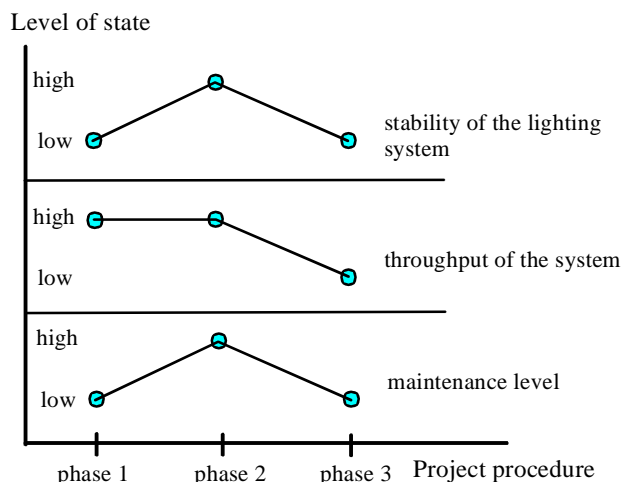 Level of state
high
low
stability of the lighting
system
high
low
throughput of the system
high
low
maintenance level
phase 1
phase 2
phase 3
Project procedure